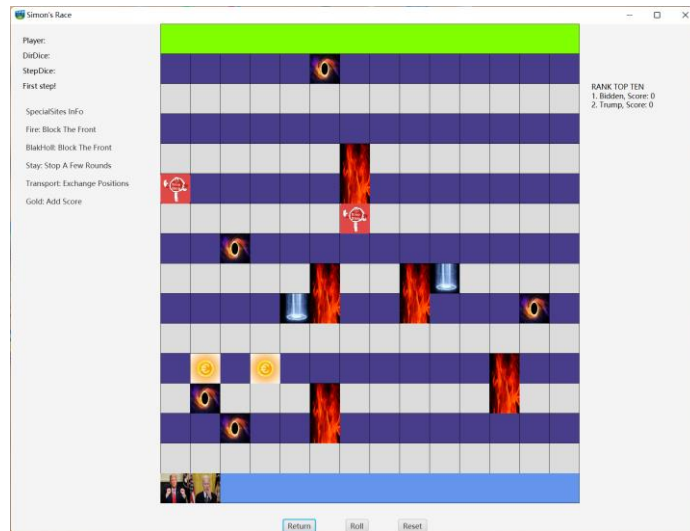 Simon's Race
Player:
DirDice:
StepDice:
First step!
SpecialSites InFo
Fire: Block The Front
BlakHolt: Block The Front
Stay: Stop A Few Rounds
Transport: Exchange Positions
Gold: Add Score
RANK TOP TEN
1. Bidden, Score: 0
2. Trump, Score: 0
Return
Roll
Reset